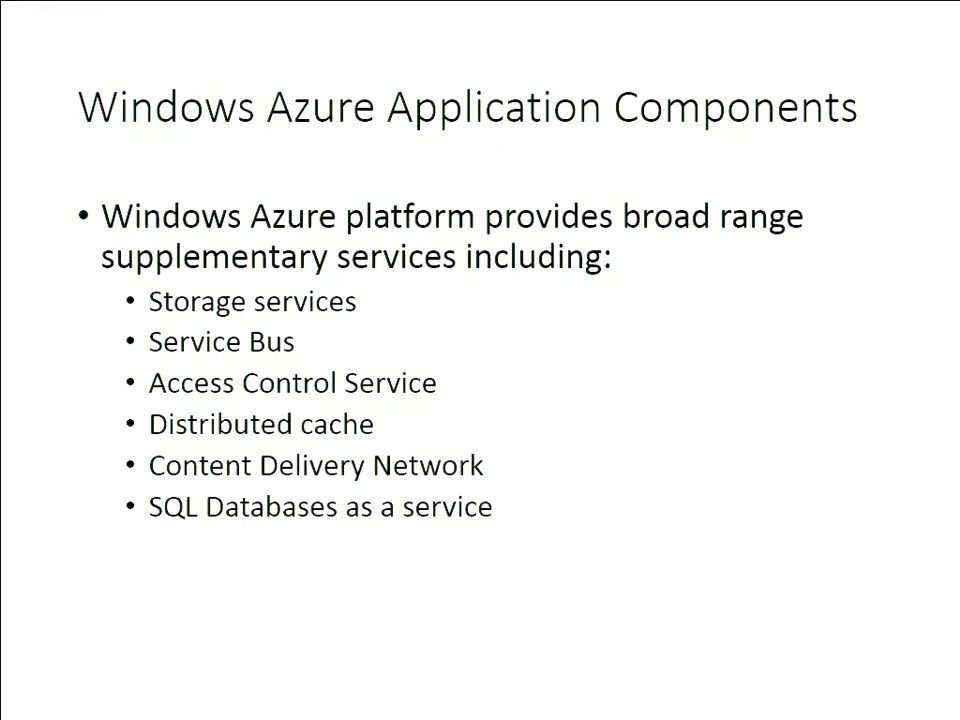 Windows Azure Application Components
• Windows Azure platform provides broad range
supplementary services including:
• Storage services
• Service Bus
• Access Control Service
• Distributed cache
• Content Delivery Network
• SQL Databases as a service